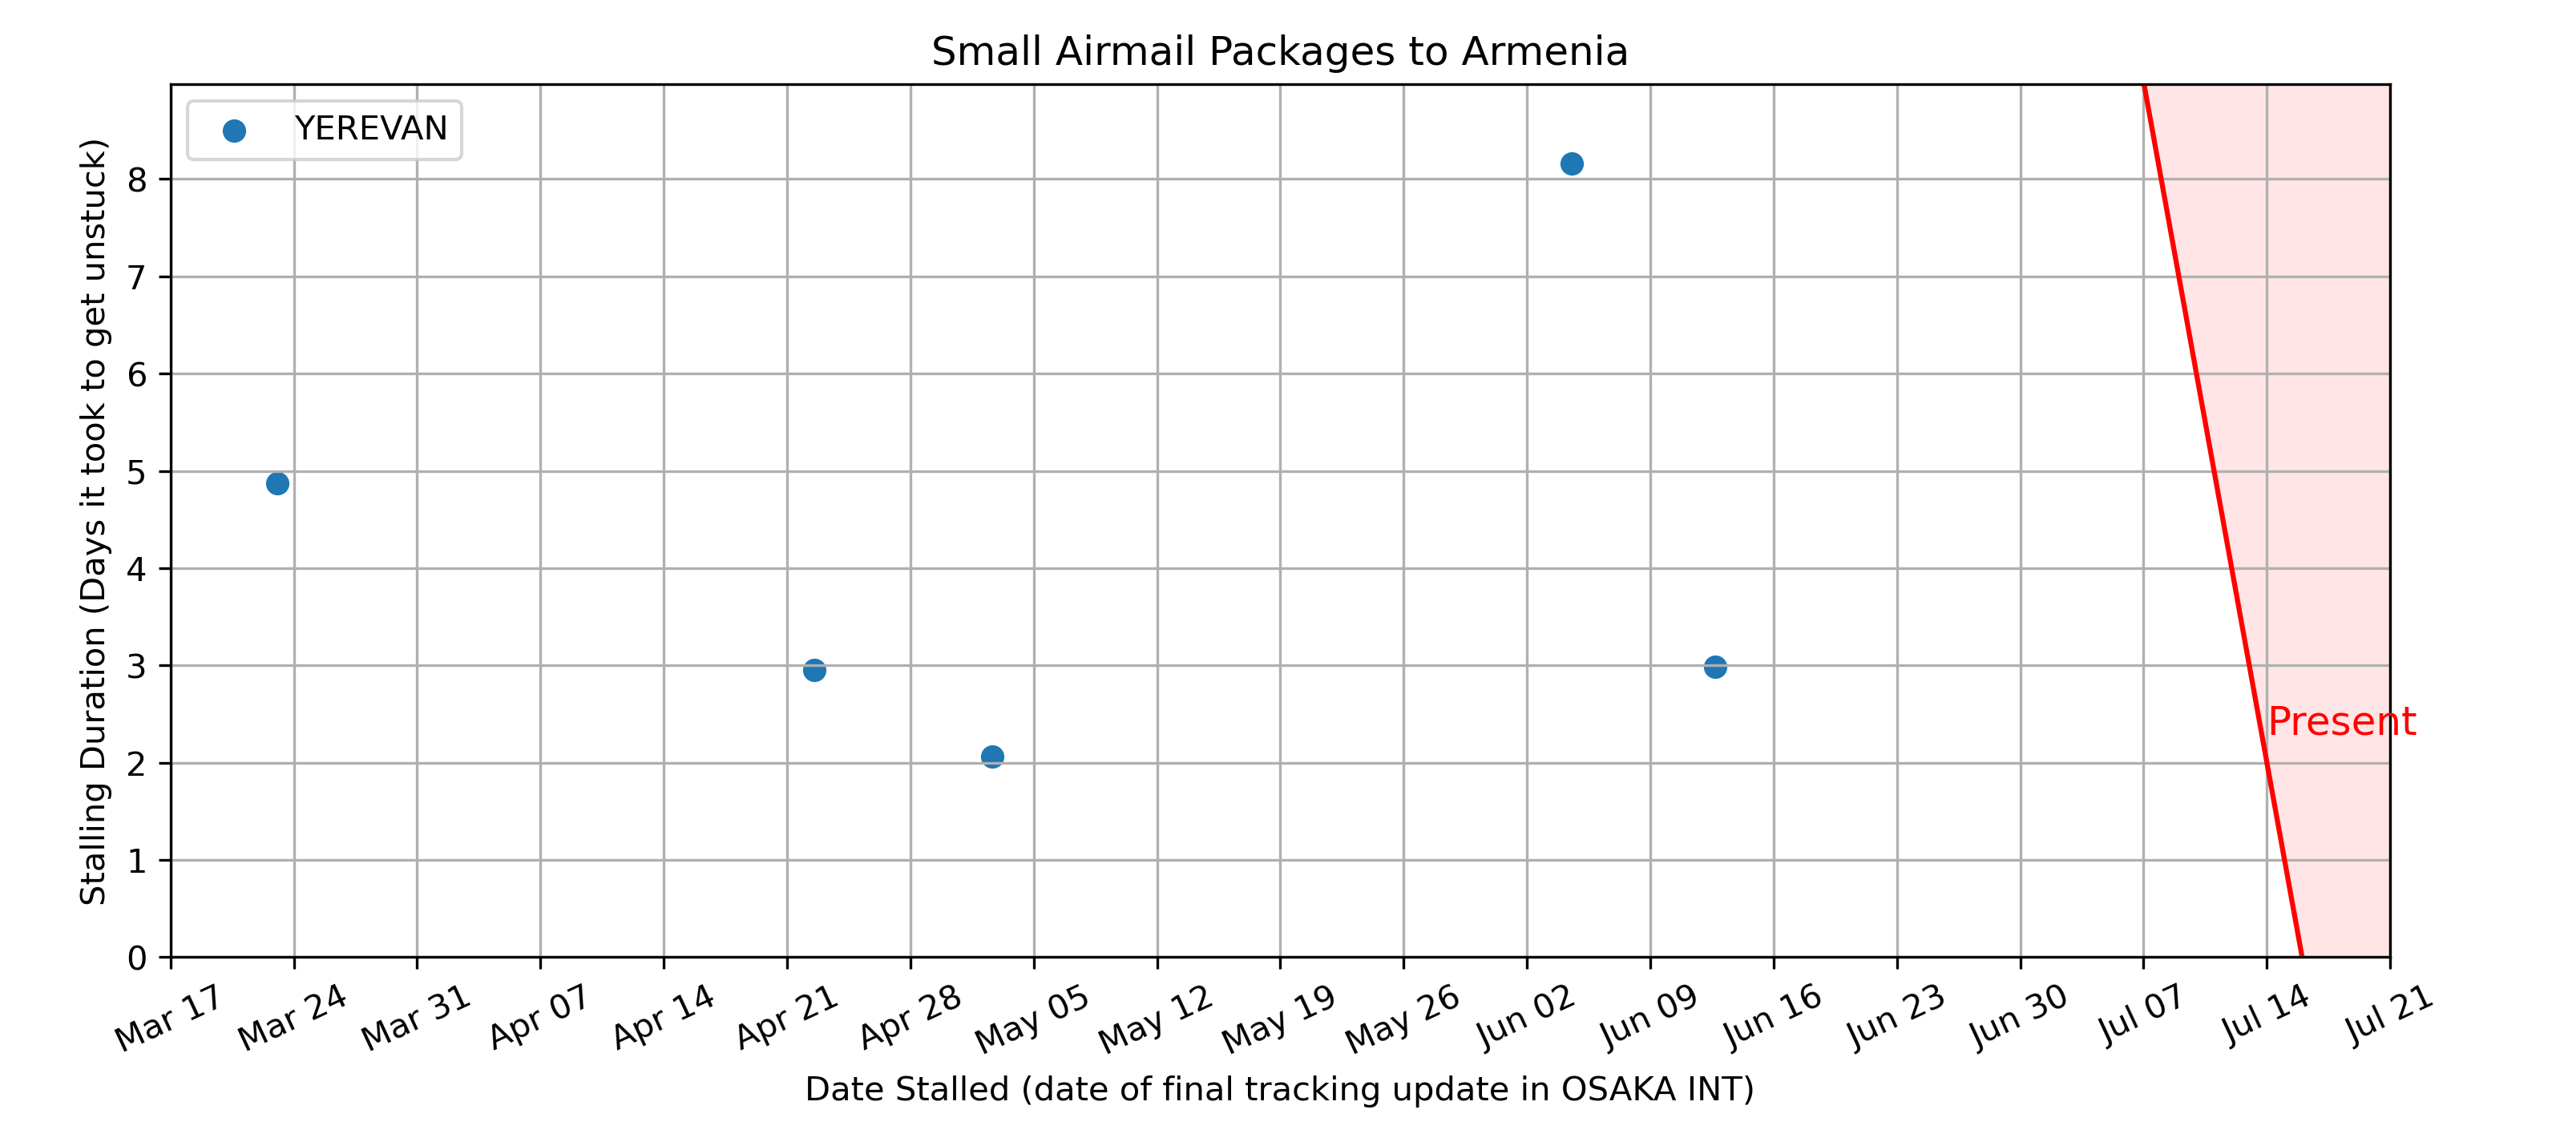 Small Airmail Packages to Armenia
YEREVAN
Stalling Duration (Days it took to get unstuck)
8
7
6
5
4
3
2
1
0
Present
Mar 17
Mar 24
Mar 31
Apr 07
Apr 14
Apr 21
Apr 28
May 05
May 12
May 19
May 26
Jun 02
Jun 09
Jun 16
Jun 23
Jun 30
Jul 07
Jul 14
Jul 21
Date Stalled (date of final tracking update in OSAKA INT)